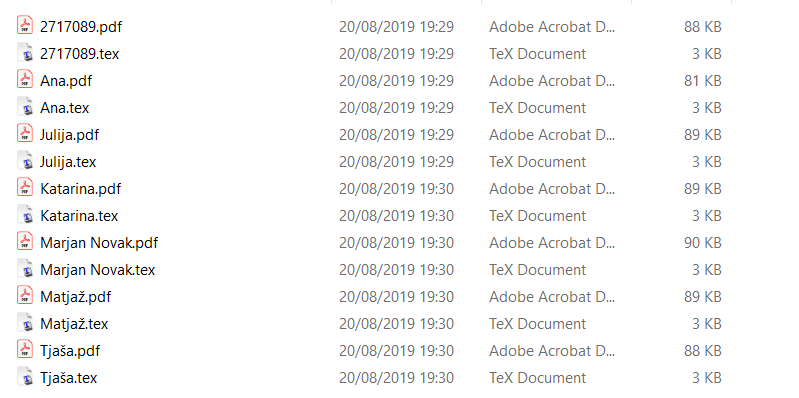 2717089.pdf 20/08/2019 19:29 Adobe Acrobat D... 88 KB
2717089.tex 20/08/2019 19:29 TeX Document 3 KB
Ana.pdf 20/08/2019 19:29 Adobe Acrobat D... 81 KB
Ana.tex 20/08/2019 19:29 TeX Document 3 KB
Julija.pdf 20/08/2019 19:29 Adobe Acrobat D... 89 KB
Julija.tex 20/08/2019 19:29 TeX Document 3 KB
Katarina.pdf 20/08/2019 19:30 Adobe Acrobat D... 89 KB
Katarina.tex 20/08/2019 19:30 TeX Document 3 KB
Marjan Novak.pdf 20/08/2019 19:30 Adobe Acrobat D... 90 KB
Marjan Novak.tex 20/08/2019 19:30 TeX Document 3 KB
Matjaž.pdf 20/08/2019 19:30 Adobe Acrobat D... 89 KB
Matjaž.tex 20/08/2019 19:30 TeX Document 3 KB
Tjaša.pdf 20/08/2019 19:30 Adobe Acrobat D... 88 KB
Tjaša.tex 20/08/2019 19:30 TeX Document 3 KB